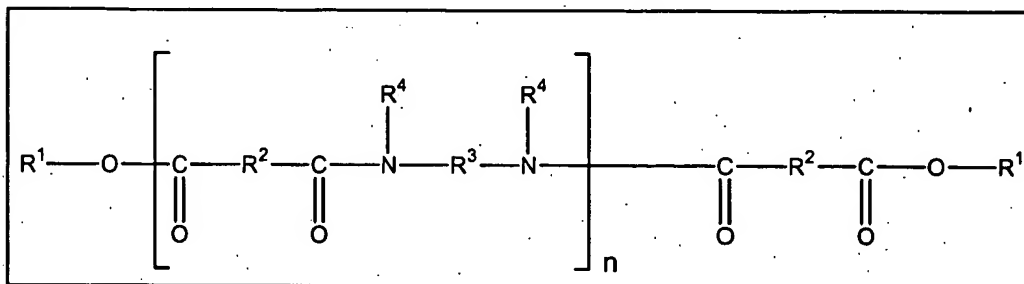 R⁴ R⁴
R¹—O—C—R²—C—N—R³—N—C—R²—C—O—R¹
O O O O
n